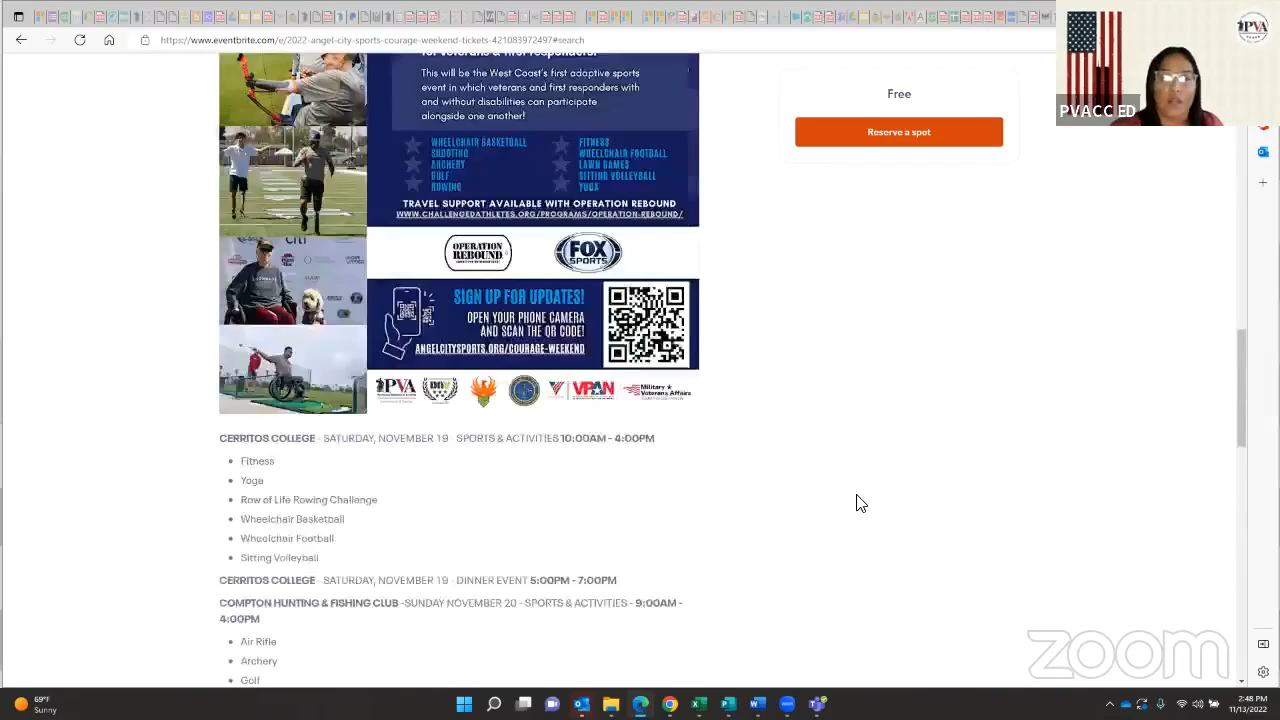 https://www.eventbrite.com/e/2022-angel-city-sports-courage-weekend-tickets-421083972497#search
PVA
PVACC ED
for veterans & first responders!
This will be the West Coast's first adaptive sports
event in which veterans and first responders with
and without disabilities can participate
alongside one another!
Free
Reserve a spot
WHEELCHAIR BASKETBALL
SHOOTING
ARCHERY
GOLF
ROWING
FITNESS
WHEELCHAIR FOOTBALL
LAWN GAMES
SITTING VOLLEYBALL
YOGA
TRAVEL SUPPORT AVAILABLE WITH OPERATION REBOUND
WWW.CHALLENGEDATHLETES.ORG/PROGRAMS/OPERATION-REBOUND/
OPERATION
REBOUND
FOX
SPORTS
citi
SIGN UP FOR UPDATES!
OPEN YOUR PHONE CAMERA
AND SCAN THE QR CODE!
ANGELCITYSPORTS.ORG/COURAGE-WEEKEND
PVA
DAV
VPAN
Military
Veterans Affairs
CERRITOS COLLEGE - SATURDAY, NOVEMBER 19 - SPORTS & ACTIVITIES 10:00AM - 4:00PM
Fitness
Yoga
Row of Life Rowing Challenge
Wheelchair Basketball
Wheelchair Football
Sitting Volleyball
CERRITOS COLLEGE - SATURDAY, NOVEMBER 19 - DINNER EVENT 5:00PM - 7:00PM
COMPTON HUNTING & FISHING CLUB -SUNDAY NOVEMBER 20 - SPORTS & ACTIVITIES - 9:00AM -
4:00PM
Air Rifle
Archery
Golf
zoom
69°F
Sunny
2:48 PM
11/13/2022